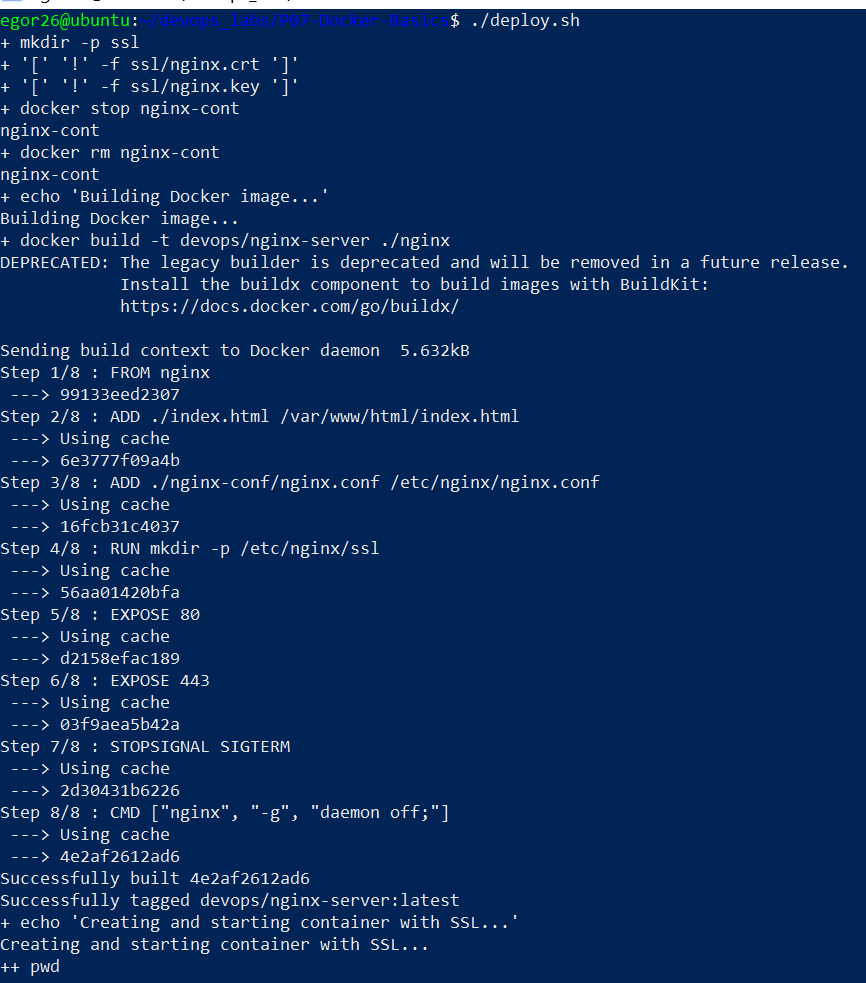 egor26@ubuntu:~/devops-labs/P07-Docker-Basics$ ./deploy.sh
+ mkdir -p ssl
+ '[' '!' -f ssl/nginx.crt ']'
+ '[' '!' -f ssl/nginx.key ']'
+ docker stop nginx-cont
nginx-cont
+ docker rm nginx-cont
nginx-cont
+ echo 'Building Docker image...'
Building Docker image...
+ docker build -t devops/nginx-server ./nginx
DEPRECATED: The legacy builder is deprecated and will be removed in a future release.
            Install the buildx component to build images with BuildKit:
            https://docs.docker.com/go/buildx/

Sending build context to Docker daemon  5.632kB
Step 1/8 : FROM nginx
 ---> 99133eed2307
Step 2/8 : ADD ./index.html /var/www/html/index.html
 ---> Using cache
 ---> 6e3777f09a4b
Step 3/8 : ADD ./nginx-conf/nginx.conf /etc/nginx/nginx.conf
 ---> Using cache
 ---> 16fcb31c4037
Step 4/8 : RUN mkdir -p /etc/nginx/ssl
 ---> Using cache
 ---> 56aa01420bfa
Step 5/8 : EXPOSE 80
 ---> Using cache
 ---> d2158efac189
Step 6/8 : EXPOSE 443
 ---> Using cache
 ---> 03f9aea5b42a
Step 7/8 : STOPSIGNAL SIGTERM
 ---> Using cache
 ---> 2d30431b6226
Step 8/8 : CMD ["nginx", "-g", "daemon off;"]
 ---> Using cache
 ---> 4e2af2612ad6
Successfully built 4e2af2612ad6
Successfully tagged devops/nginx-server:latest
+ echo 'Creating and starting container with SSL...'
Creating and starting container with SSL...
++ pwd